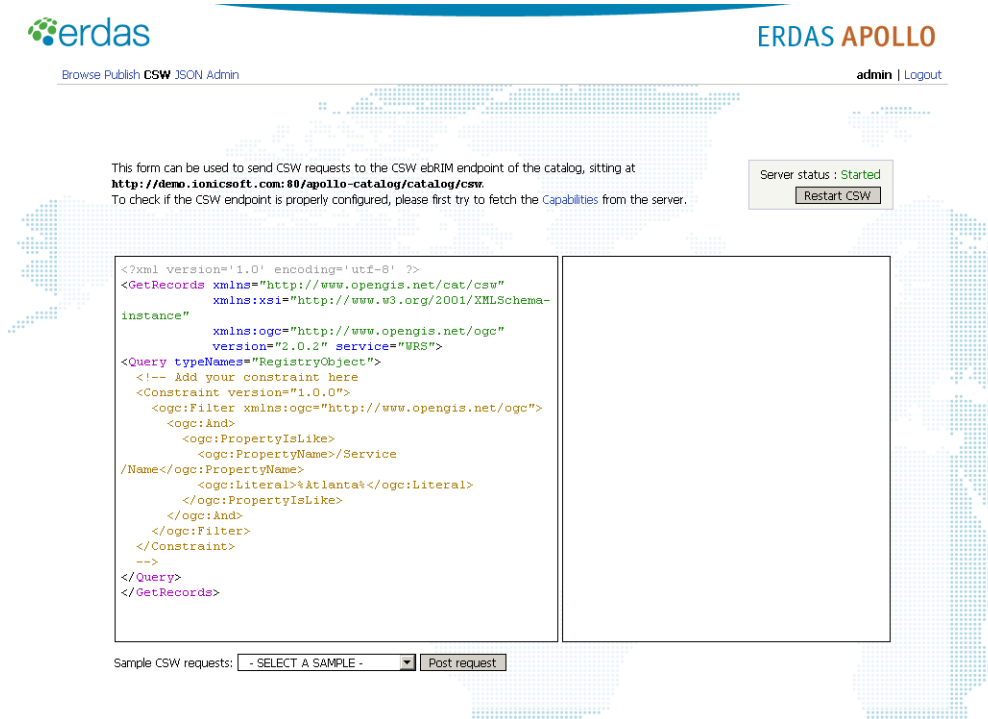 erdas
ERDAS APOLLO
Browse Publish CSW JSON Admin
admin | Logout
This form can be used to send CSW requests to the CSW ebRIM endpoint of the catalog, sitting at
http://demo.ionicsoft.com:80/apollo-catalog/catalog/csw.
To check if the CSW endpoint is properly configured, please first try to fetch the Capabilities from the server.
Server status : Started
Restart CSW
<?xml version='1.0' encoding='utf-8' ?>
<GetRecords xmlns="http://www.opengis.net/cat/csw"
xmlns:xsi="http://www.w3.org/2001/XMLSchema-
instance"
xmlns:ogc="http://www.opengis.net/ogc"
version="2.0.2" service="WRS">
<Query typeNames="RegistryObject">
<!-- Add your constraint here
<Constraint version="1.0.0">
<ogc:Filter xmlns:ogc="http://www.opengis.net/ogc">
<ogc:And>
<ogc:PropertyIsLike>
<ogc:PropertyName>/Service
/Name</ogc:PropertyName>
<ogc:Literal>%Atlanta%</ogc:Literal>
</ogc:PropertyIsLike>
</ogc:And>
</ogc:Filter>
</Constraint>
-->
</Query>
</GetRecords>
Sample CSW requests: - SELECT A SAMPLE - Post request